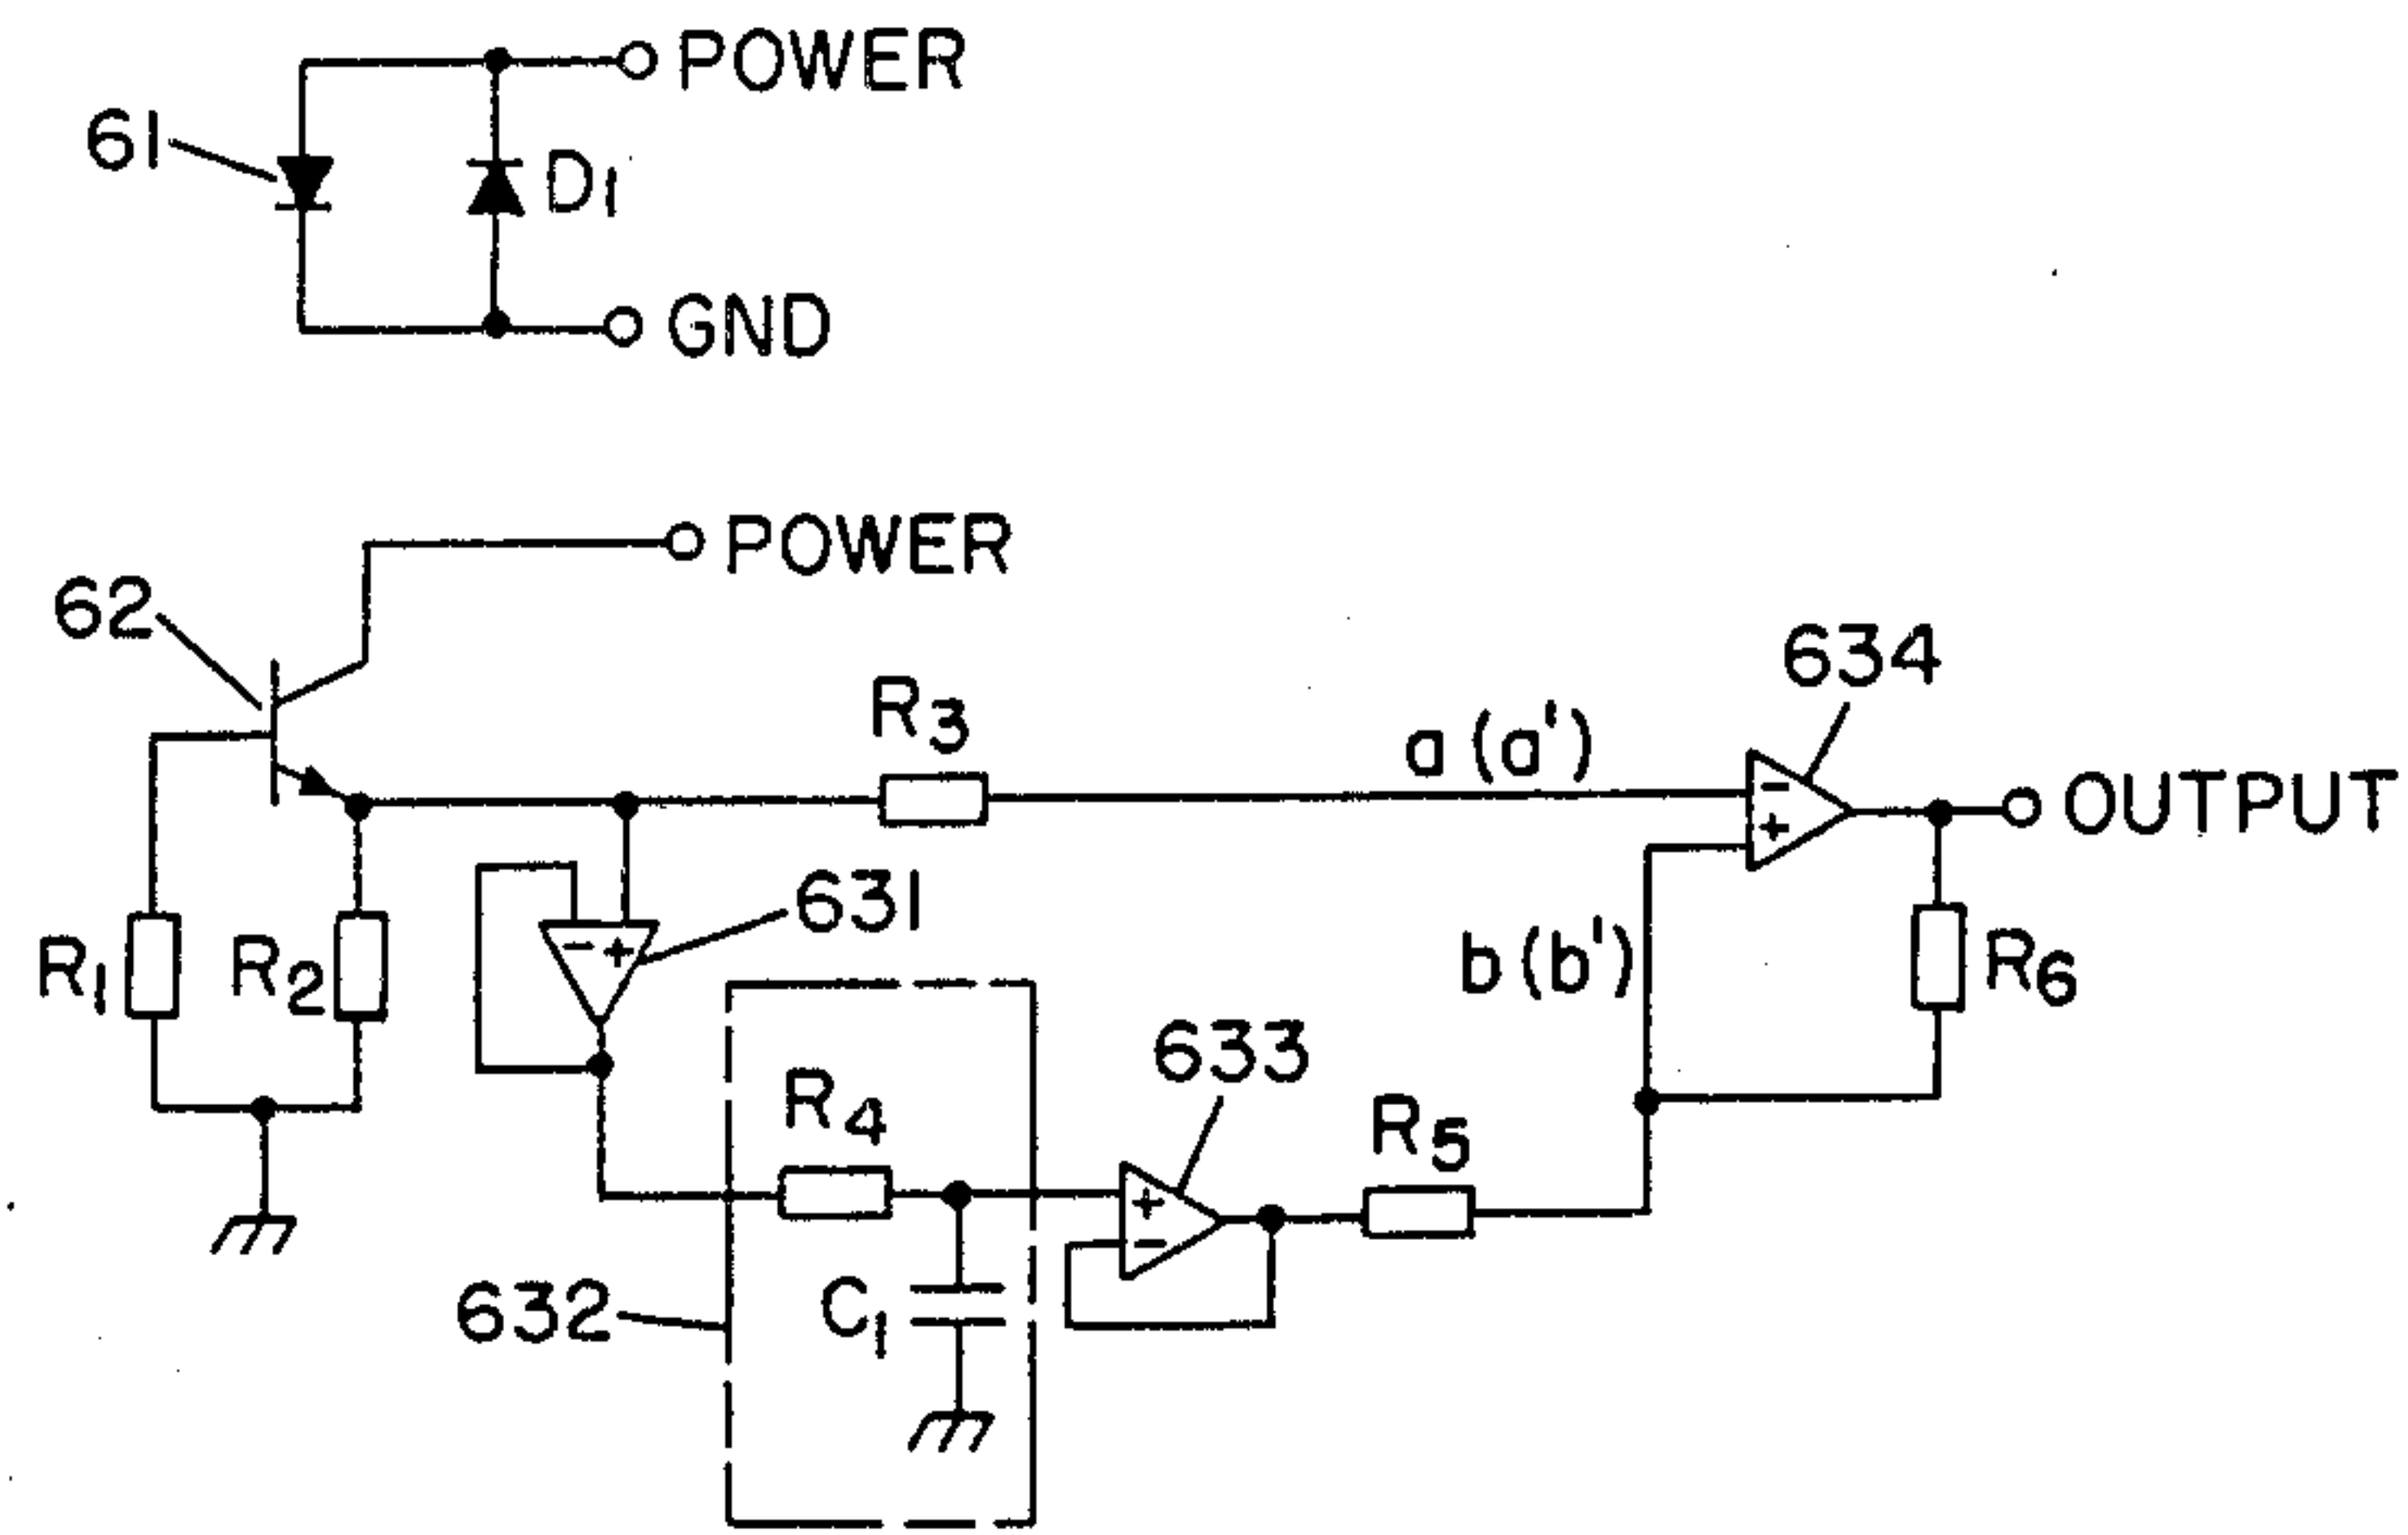 POWER
61
D1
GND
POWER
62
634
R3
a (a')
OUTPUT
- +
631
- +
R1
R2
b (b')
R6
633
R4
R5
+ -
632
C1